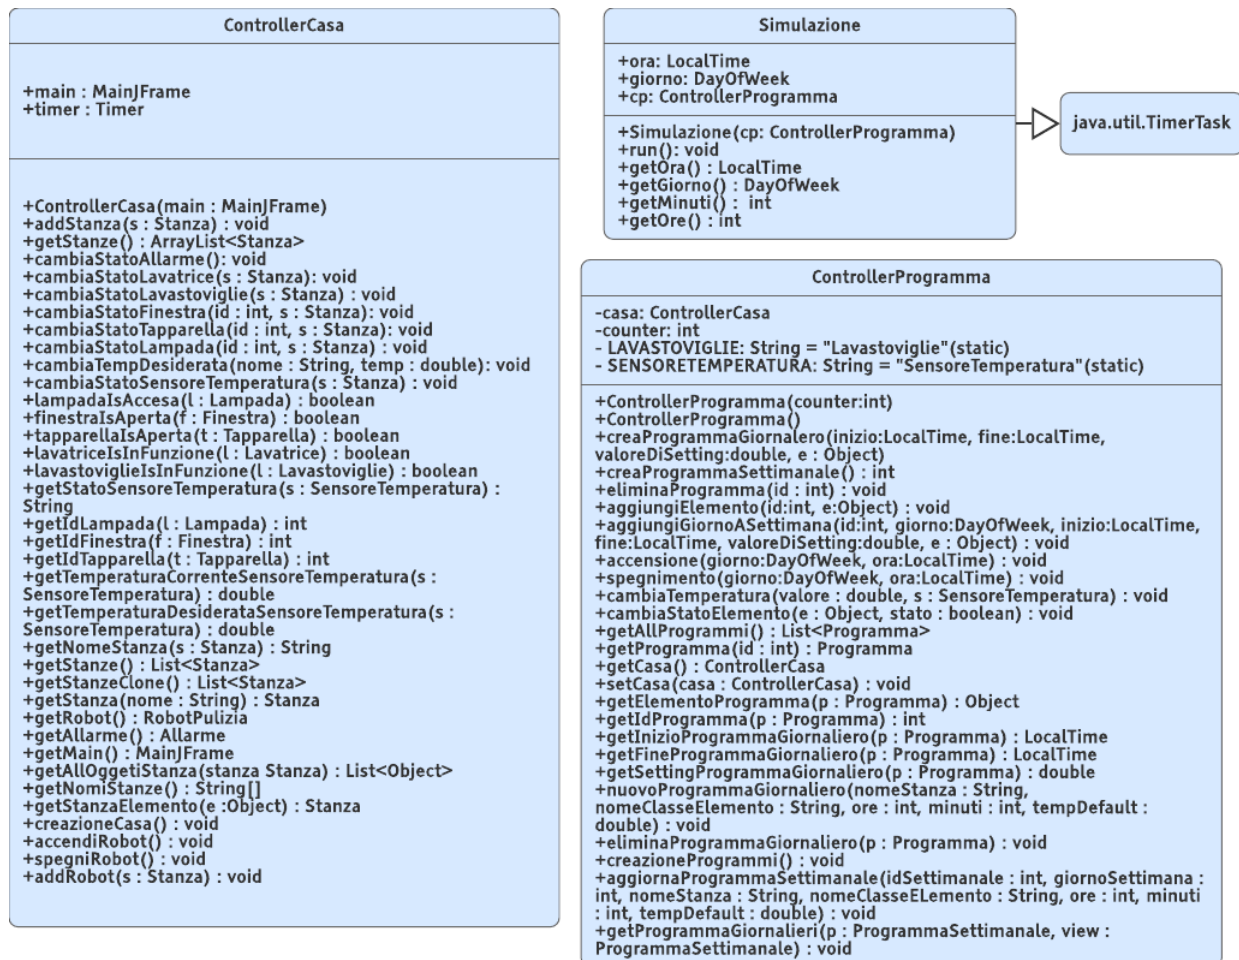 ControllerCasa
+main : MainJFrame
+timer : Timer
+ControllerCasa(main : MainJFrame)
+addStanza(s : Stanza) : void
+getStanze() : ArrayList<Stanza>
+cambiaStatoAllarme(): void
+cambiaStatoLavatrice(s : Stanza): void
+cambiaStatoLavastoviglie(s : Stanza) : void
+cambiaStatoFinestra(id : int, s : Stanza): void
+cambiaStatoTapparella(id : int, s : Stanza): void
+cambiaStatoLampada(id : int, s : Stanza) : void
+cambiaTempDesiderata(nome : String, temp : double): void
+cambiaStatoSensoreTemperatura(s : Stanza) : void
+lampadaIsAccesa(l : Lampada) : boolean
+finestraIsAperta(f : Finestra) : boolean
+tapparellaIsAperta(t : Tapparella) : boolean
+lavatriceIsInFunzione(l : Lavatrice) : boolean
+lavastoviglieIsInFunzione(l : Lavastoviglie) : boolean
+getStatoSensoreTemperatura(s : SensoreTemperatura) :
String
+getIdLampada(l : Lampada) : int
+getIdFinestra(f : Finestra) : int
+getIdTapparella(t : Tapparella) : int
+getTemperaturaCorrenteSensoreTemperatura(s :
SensoreTemperatura) : double
+getTemperaturaDesiderataSensoreTemperatura(s :
SensoreTemperatura) : double
+getNomeStanza(s : Stanza) : String
+getStanze() : List<Stanza>
+getStanzeClone() : List<Stanza>
+getStanza(nome : String) : Stanza
+getRobot() : RobotPulizia
+getAllarme() : Allarme
+getMain() : MainJFrame
+getAllOggetiStanza(stanza Stanza) : List<Object>
+getNomiStanze() : String[]
+getStanzaElemento(e :Object) : Stanza
+creazioneCasa() : void
+accendiRobot() : void
+spegniRobot() : void
+addRobot(s : Stanza) : void
Simulazione
+ora: LocalTime
+giorno: DayOfWeek
+cp: ControllerProgramma
+Simulazione(cp: ControllerProgramma)
+run(): void
+getOra() : LocalTime
+getGiorno() : DayOfWeek
+getMinuti() :  int
+getOre() : int
java.util.TimerTask
ControllerProgramma
-casa: ControllerCasa
-counter: int
- LAVASTOVIGLIE: String = "Lavastoviglie"(static)
- SENSORETEMPERATURA: String = "SensoreTemperatura"(static)
+ControllerProgramma(counter:int)
+ControllerProgramma()
+creaProgrammaGiornalero(inizio:LocalTime, fine:LocalTime,
valoreDiSetting:double, e : Object)
+creaProgrammaSettimanale() : int
+eliminaProgramma(id : int) : void
+aggiungiElemento(id:int, e:Object) : void
+aggiungiGiornoASettimana(id:int, giorno:DayOfWeek, inizio:LocalTime,
fine:LocalTime, valoreDiSetting:double, e : Object) : void
+accensione(giorno:DayOfWeek, ora:LocalTime) : void
+spegnimento(giorno:DayOfWeek, ora:LocalTime) : void
+cambiaTemperatura(valore : double, s : SensoreTemperatura) : void
+cambiaStatoElemento(e : Object, stato : boolean) : void
+getAllProgrammi() : List<Programma>
+getProgramma(id : int) : Programma
+getCasa() : ControllerCasa
+setCasa(casa : ControllerCasa) : void
+getElementoProgramma(p : Programma) : Object
+getIdProgramma(p : Programma) : int
+getInizioProgrammaGiornaliero(p : Programma) : LocalTime
+getFineProgrammaGiornaliero(p : Programma) : LocalTime
+getSettingProgrammaGiornaliero(p : Programma) : double
+nuovoProgrammaGiornaliero(nomeStanza : String,
nomeClasseElemento : String, ore : int, minuti : int, tempDefault :
double) : void
+eliminaProgrammaGiornaliero(p : Programma) : void
+creazioneProgrammi() : void
+aggiornaProgrammaSettimanale(idSettimanale : int, giornoSettimana :
int, nomeStanza : String, nomeClasseELemento : String, ore : int, minuti
: int, tempDefault : double) : void
+getProgrammaGiornalieri(p : ProgrammaSettimanale, view :
ProgrammaSettimanale) : void